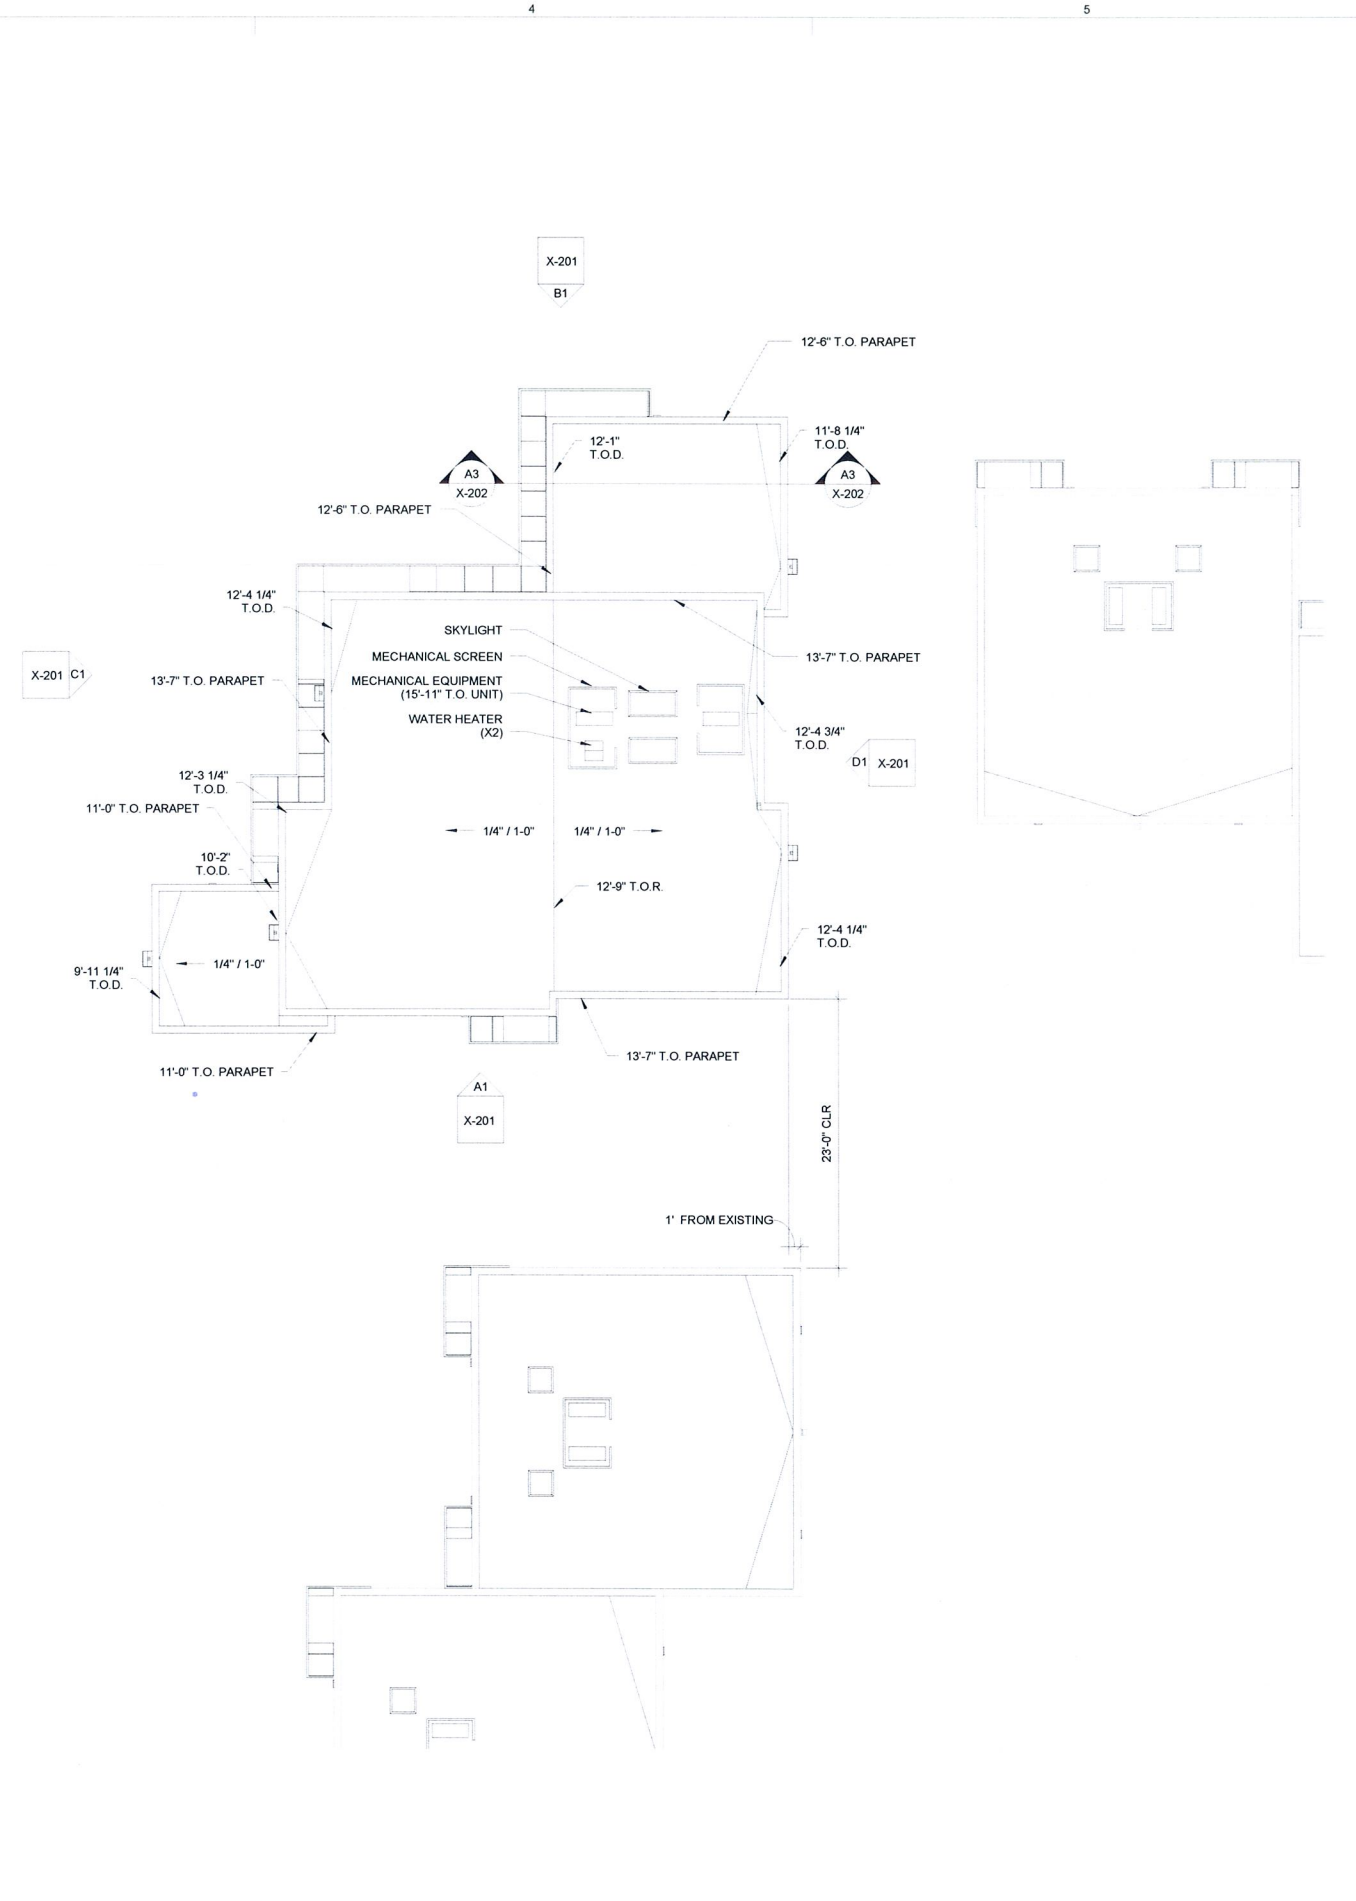 4
5
X-201
B1
12'-6" T.O. PARAPET
11'-8 1/4"
T.O.D.
12'-1"
T.O.D.
A3
X-202
A3
X-202
12'-6" T.O. PARAPET
12'-4 1/4"
T.O.D.
SKYLIGHT
MECHANICAL SCREEN
13'-7" T.O. PARAPET
X-201
C1
13'-7" T.O. PARAPET
MECHANICAL EQUIPMENT
(15'-11" T.O. UNIT)
WATER HEATER
(X2)
12'-4 3/4"
T.O.D.
D1
X-201
12'-3 1/4"
T.O.D.
11'-0" T.O. PARAPET
1/4" / 1-0"
1/4" / 1-0"
10'-2"
T.O.D.
12'-9" T.O.R.
12'-4 1/4"
T.O.D.
1/4" / 1-0"
9'-11 1/4"
T.O.D.
13'-7" T.O. PARAPET
11'-0" T.O. PARAPET
A1
X-201
23'-0" CLR
1' FROM EXISTING